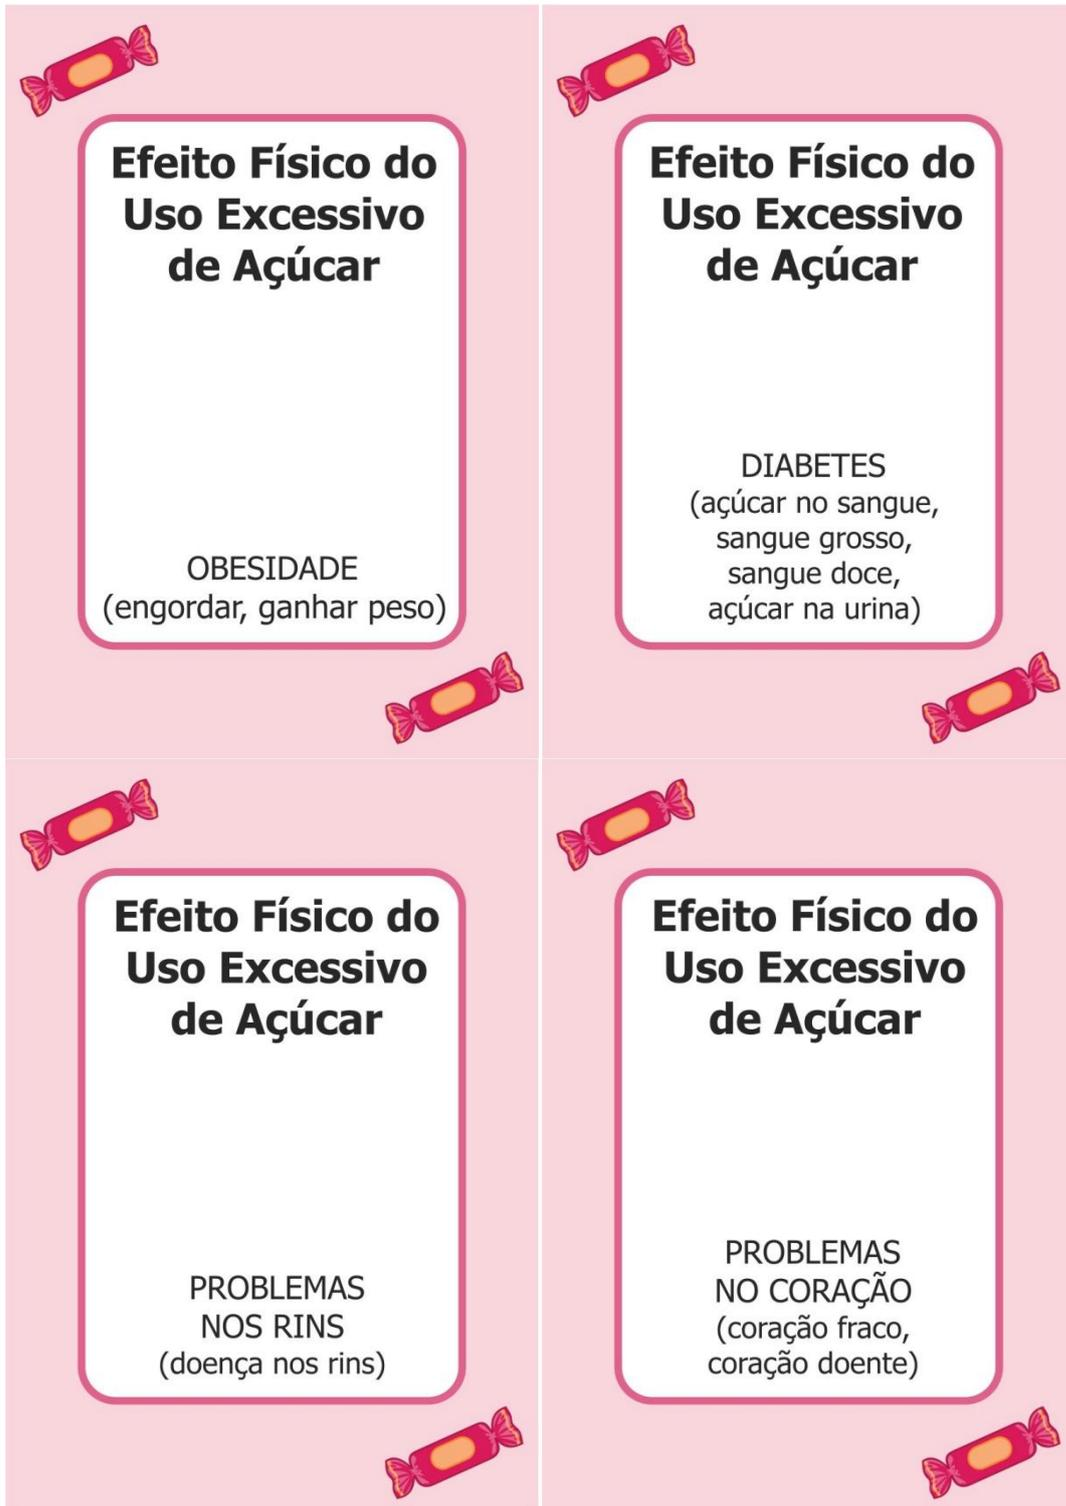 Efeito Físico do
Uso Excessivo
de Açúcar
OBESIDADE
(engordar, ganhar peso)
Efeito Físico do
Uso Excessivo
de Açúcar
DIABETES
(açúcar no sangue,
sangue grosso,
sangue doce,
açúcar na urina)
Efeito Físico do
Uso Excessivo
de Açúcar
PROBLEMAS
NOS RINS
(doença nos rins)
Efeito Físico do
Uso Excessivo
de Açúcar
PROBLEMAS
NO CORAÇÃO
(coração fraco,
coração doente)